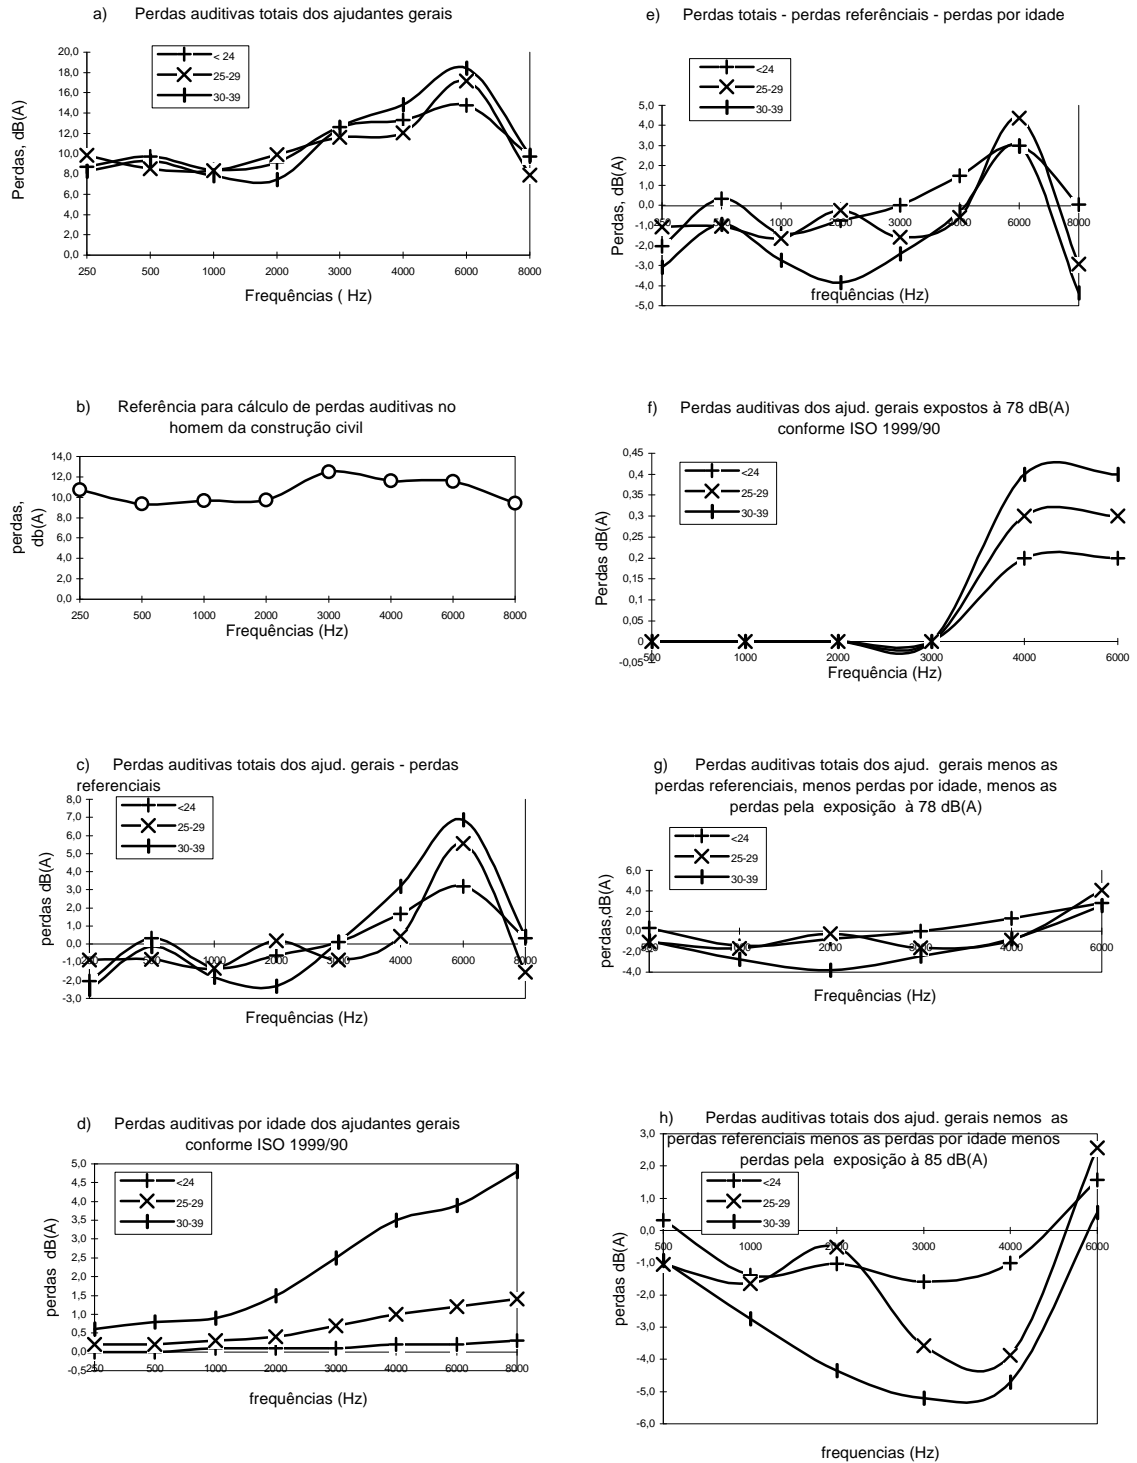 a) Perdas auditivas totais dos ajudantes gerais
20,0
18,0
16,0
14,0
12,0
10,0
8,0
6,0
4,0
2,0
0,0
Perdas, dB(A)
< 24
25-29
30-39
250 500 1000 2000 3000 4000 6000 8000
Frequências ( Hz)
b) Referência para cálculo de perdas auditivas no
homem da construção civil
14,0
12,0
10,0
8,0
6,0
4,0
2,0
0,0
perdas,
db(A)
250 500 1000 2000 3000 4000 6000 8000
Frequências (Hz)
c) Perdas auditivas totais dos ajud. gerais - perdas
referenciais
8,0
7,0
6,0
5,0
4,0
3,0
2,0
1,0
0,0
-1,0
-2,0
-3,0
perdas dB(A)
<24
25-29
30-39
250 500 1000 2000 3000 4000 6000 8000
Frequências (Hz)
d) Perdas auditivas por idade dos ajudantes gerais
conforme ISO 1999/90
5,0
4,5
4,0
3,5
3,0
2,5
2,0
1,5
1,0
0,5
0,0
-0,5
perdas dB(A)
<24
25-29
30-39
250 500 1000 2000 3000 4000 6000 8000
frequências (Hz)
e) Perdas totais - perdas referênciais - perdas por idade
5,0
4,0
3,0
2,0
1,0
0,0
-1,0
-2,0
-3,0
-4,0
-5,0
Perdas, dB(A)
<24
25-29
30-39
250 500 1000 2000 3000 4000 6000 8000
frequências (Hz)
f) Perdas auditivas dos ajud. gerais expostos à 78 dB(A)
conforme ISO 1999/90
0,45
0,4
0,35
0,3
0,25
0,2
0,15
0,1
0,05
0
-0,05
Perdas dB(A)
<24
25-29
30-39
500 1000 2000 3000 4000 6000
Frequência (Hz)
g) Perdas auditivas totais dos ajud. gerais menos as
perdas referenciais, menos perdas por idade, menos as
perdas pela exposição à 78 dB(A)
6,0
4,0
2,0
0,0
-2,0
-4,0
perdas,dB(A)
<24
25-29
30-39
500 1000 2000 3000 4000 6000
Frequências (Hz)
h) Perdas auditivas totais dos ajud. gerais nemos as
perdas referenciais menos as perdas por idade menos
perdas pela exposição à 85 dB(A)
3,0
2,0
1,0
0,0
-1,0
-2,0
-3,0
-4,0
-5,0
-6,0
perdas dB(A)
<24
25-29
30-39
500 1000 2000 3000 4000 6000
frequencias (Hz)